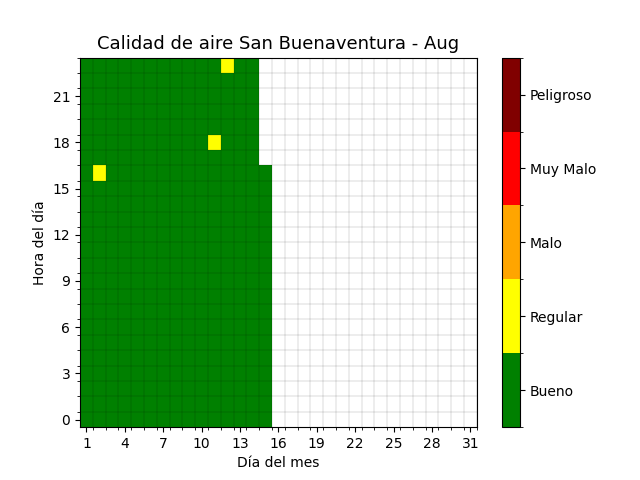 Calidad de aire San Buenaventura - Aug
21
18
15
12
9
6
3
0
Hora del día
1 4 7 10 13 16 19 22 25 28 31
Día del mes
Peligroso
Muy Malo
Malo
Regular
Bueno